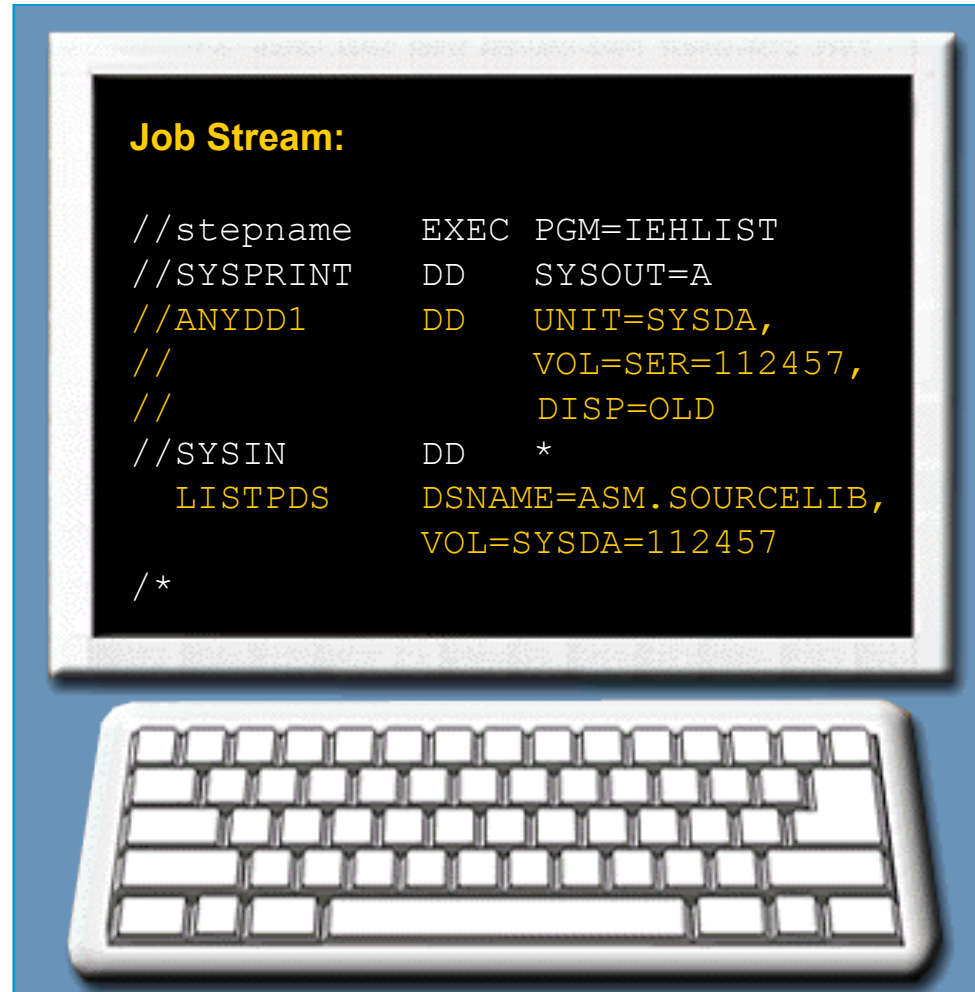 Job Stream:
//stepname EXEC PGM=IEHLIST
//SYSPRINT DD SYSOUT=A
//ANYDD1 DD UNIT=SYSDA,
// VOL=SER=112457,
// DISP=OLD
//SYSIN DD *
LISTPDS DSNAME=ASM.SOURCELIB,
VOL=SYSDA=112457
/*